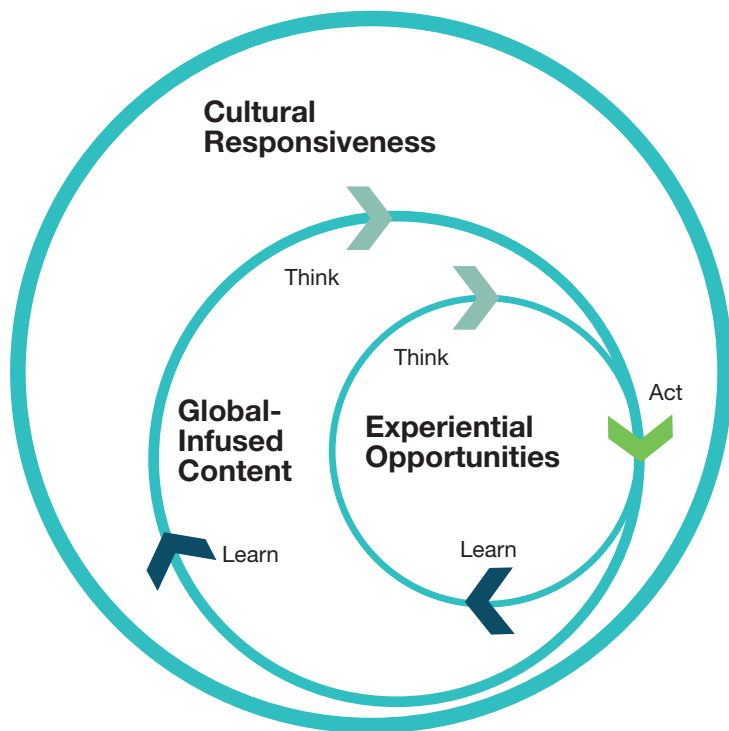 Cultural
Responsiveness
Think
Think
Act
Global-
Infused
Content
Experiential
Opportunities
Learn
Learn